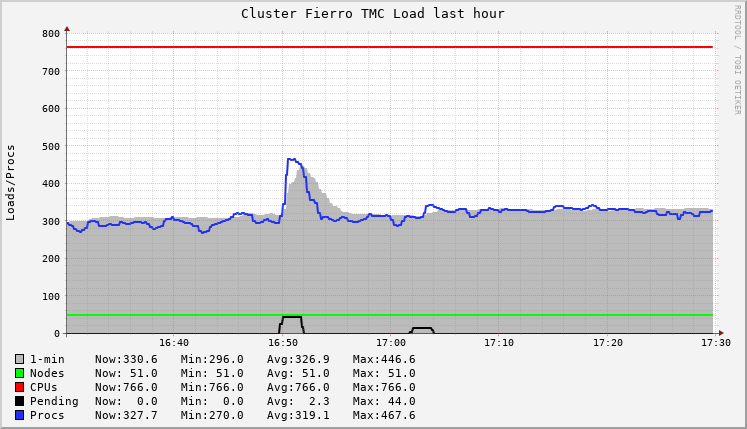 Cluster Fierro TMC Load last hour
RRDTOOL / TOBI OETIKER
Loads/Procs
800
700
600
500
400
300
200
100
0
16:40 16:50 17:00 17:10 17:20 17:30
1-min Now:330.6 Min:296.0 Avg:326.9 Max:446.6
Nodes Now: 51.0 Min: 51.0 Avg: 51.0 Max: 51.0
CPUs Now:766.0 Min:766.0 Avg:766.0 Max:766.0
Pending Now: 0.0 Min: 0.0 Avg: 2.3 Max: 44.0
Procs Now:327.7 Min:270.0 Avg:319.1 Max:467.6